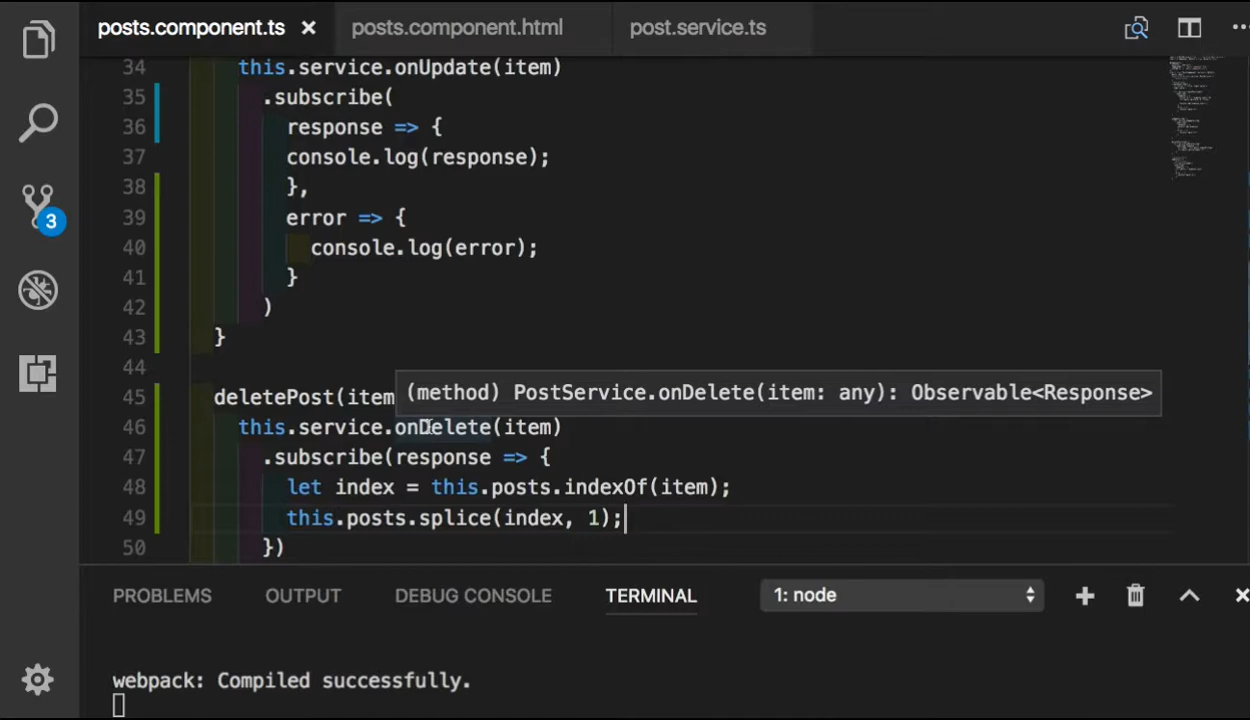 posts.component.ts
posts.component.html
post.service.ts
34 this.service.onUpdate(item)
35 .subscribe(
36 response => {
37 console.log(response);
38 },
39 error => {
40 console.log(error);
41 }
42 )
43 }
44
45 deletePost(item
(method) PostService.onDelete(item: any): Observable<Response>
46 this.service.onDelete(item)
47 .subscribe(response => {
48 let index = this.posts.indexOf(item);
49 this.posts.splice(index, 1);
50 })
3
PROBLEMS OUTPUT DEBUG CONSOLE TERMINAL 1: node
webpack: Compiled successfully.